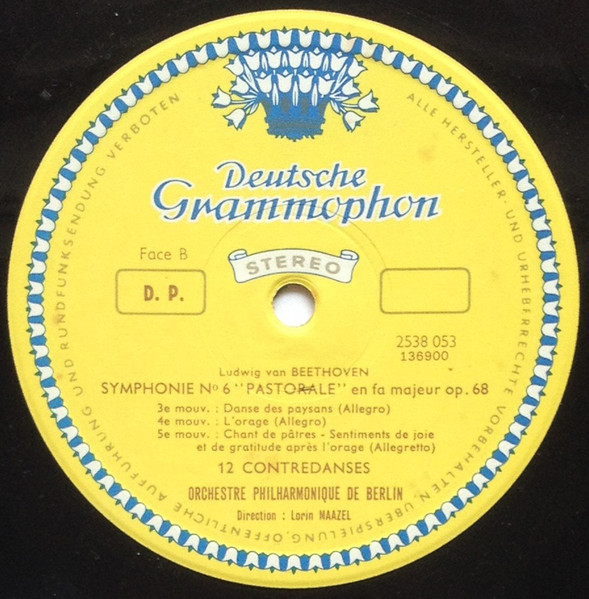 ALLE HERSTELLER- UND URHEBERRECHTE VORBEHALTEN, ÜBERSPIELUNG, ÖFFENTLICHE AUFFÜHRUNG UND RUNDFUNKSENDUNG VERBOTEN
Deutsche
Grammophon
STEREO
Face B
D. P.
2538 053
136900
Ludwig van BEETHOVEN
SYMPHONIE Nº 6 "PASTORALE" en fa majeur op. 68
3e mouv. : Danse des paysans (Allegro)
4e mouv. : L'orage (Allegro)
5e mouv. : Chant de pâtres - Sentiments de joie
et de gratitude après l'orage (Allegretto)
12 CONTREDANSES
ORCHESTRE PHILHARMONIQUE DE BERLIN
Direction : Lorin MAAZEL